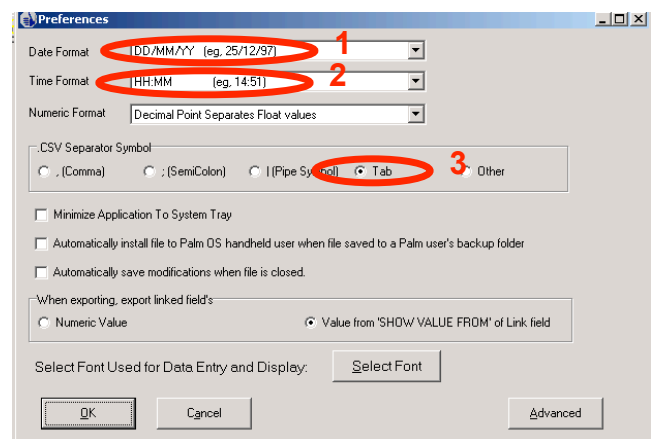 Preferences
Date Format DD/MM/YY (eg, 25/12/97) 1
Time Format HH:MM (eg, 14:51) 2
Numeric Format Decimal Point Separates Float values
.CSV Separator Symbol
, (Comma) ; (SemiColon) | (Pipe Symbol) Tab 3 Other
Minimize Application To System Tray
Automatically install file to Palm OS handheld user when file saved to a Palm user's backup folder
Automatically save modifications when file is closed.
When exporting, export linked field's
Numeric Value Value from 'SHOW VALUE FROM' of Link field
Select Font Used for Data Entry and Display: Select Font
OK Cancel Advanced